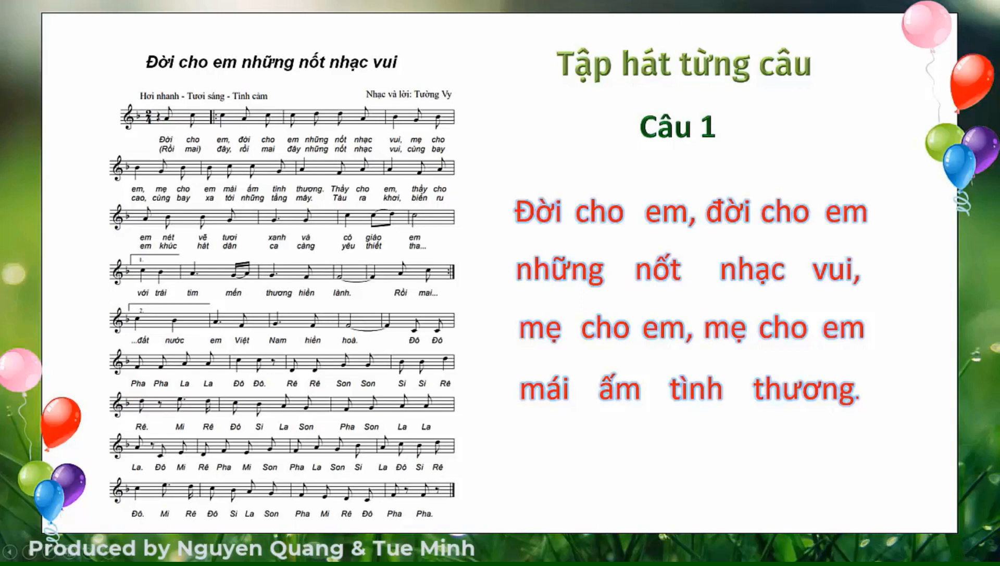 Đời cho em những nốt nhạc vui
Hơi nhanh - Tươi sáng - Tình cảm
Nhạc và lời: Tường Vy
Đời cho em, đời cho em những nốt nhạc vui, mẹ cho
(Rồi mai) đây, rồi mai đây những nốt nhạc vui, cùng bay
em, mẹ cho em mái ấm tình thương. Thầy cho em, thầy cho
cao, cùng bay xa tới những tầng mây. Tàu ra khơi, biển ru
em nét vẽ tươi xanh và cô giáo em
em khúc hát dân ca càng yêu thiết tha...
1.
với trái tim mến thương hiền lành. Rồi mai...
2.
...đất nước em Việt Nam hiền hoà. Đô Đô
Pha Pha La La Đô Đô. Rê Rê Son Son Si Si Rê
Rê. Mi Rê Đô Si La Son Pha Son La La
La. Đô Mi Rê Pha Mi Son Pha La Son Si La Đô Si Rê
Đô. Mi Rê Đô Si La Son Pha Mi Rê Đô Pha Pha.
Tập hát từng câu
Câu 1
Đời cho em, đời cho em
những nốt nhạc vui,
mẹ cho em, mẹ cho em
mái ấm tình thương.
Produced by Nguyen Quang & Tue Minh